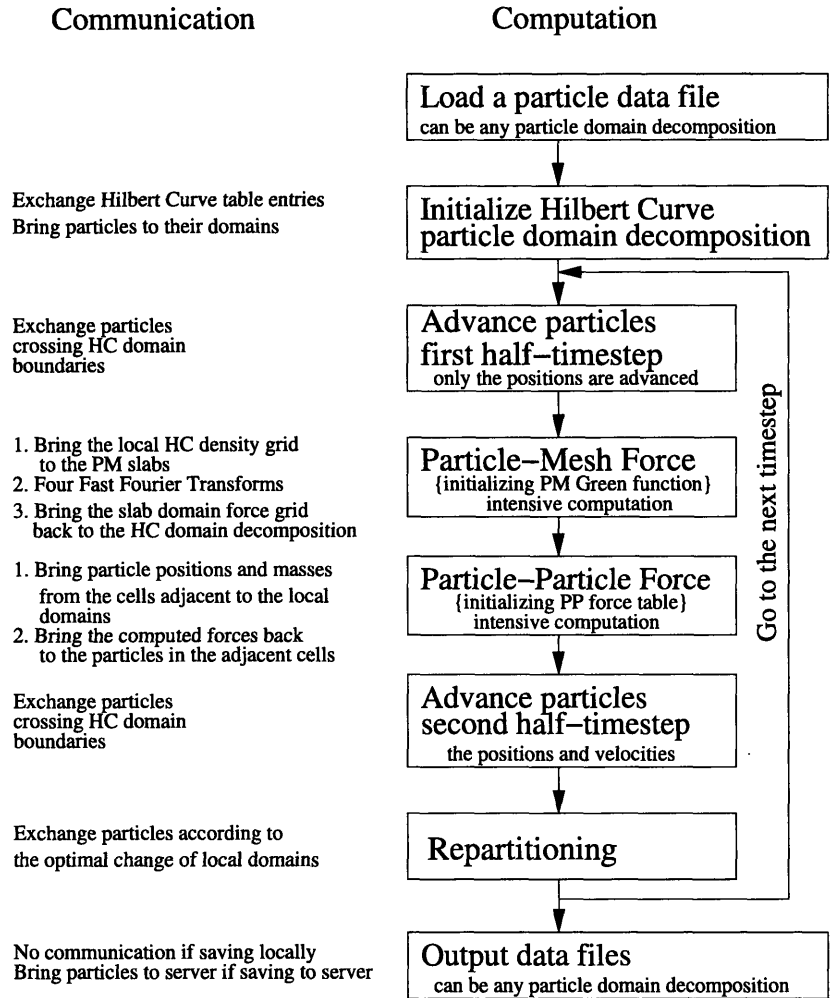 Communication
Computation
Load a particle data file
can be any particle domain decomposition
Exchange Hilbert Curve table entries
Bring particles to their domains
Initialize Hilbert Curve
particle domain decomposition
Exchange particles
crossing HC domain
boundaries
Advance particles
first half–timestep
only the positions are advanced
1. Bring the local HC density grid
to the PM slabs
2. Four Fast Fourier Transforms
3. Bring the slab domain force grid
back to the HC domain decomposition
Particle–Mesh Force
{initializing PM Green function}
intensive computation
1. Bring particle positions and masses
from the cells adjacent to the local
domains
2. Bring the computed forces back
to the particles in the adjacent cells
Particle–Particle Force
{initializing PP force table}
intensive computation
Exchange particles
crossing HC domain
boundaries
Advance particles
second half–timestep
the positions and velocities
Exchange particles according to
the optimal change of local domains
Repartitioning
Go to the next timestep
No communication if saving locally
Bring particles to server if saving to server
Output data files
can be any particle domain decomposition